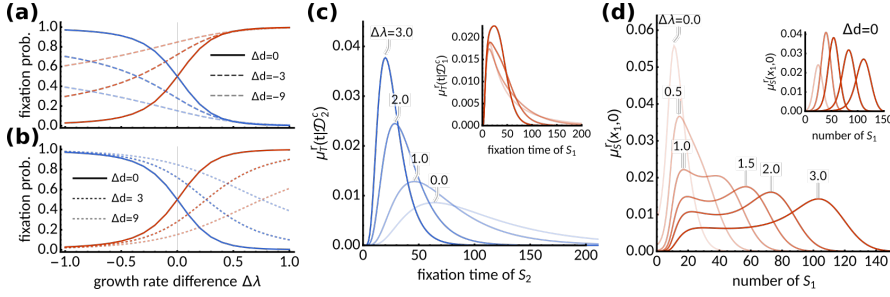 (a)
1.0
0.8
0.6
0.4
0.2
0.0
fixation prob.
Δd=0
Δd=−3
Δd=−9
(b)
1.0
0.8
0.6
0.4
0.2
0.0
fixation prob.
Δd=0
Δd= 3
Δd=9
−1.0 −0.5 0.0 0.5 1.0
growth rate difference Δλ
(c)
0.04
0.03
0.02
0.01
0.00
Δλ=3.0
2.0
1.0
0.0
0 50 100 150 200
fixation time of S₂
0.020
0.015
0.010
0.005
0.000
0 50 100 150 200
fixation time of S₁
(d)
0.06
0.05
0.04
0.03
0.02
0.01
0.00
Δλ=0.0
0.5
1.0
1.5
2.0
3.0
0 20 40 60 80 100 120 140
number of S₁
Δd=0
0.04
0.03
0.02
0.01
0.00
0 50 100 150
number of S₁